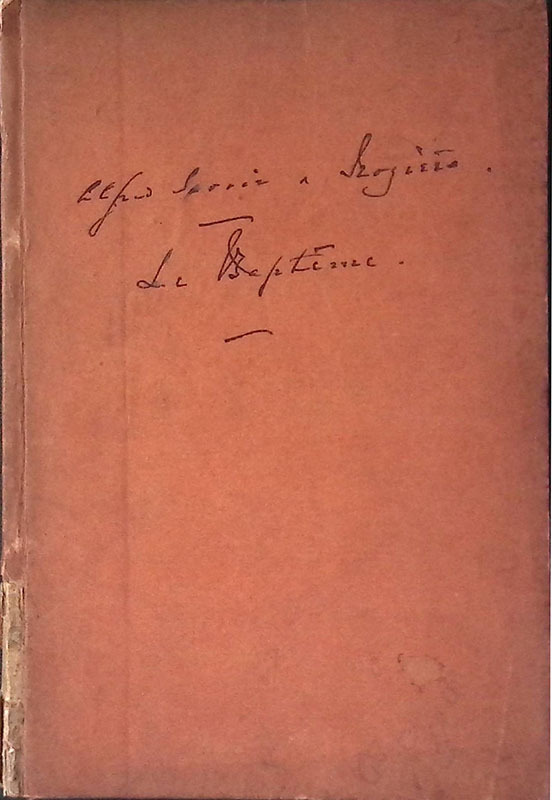 Alfred Savoir & Nozière.
Le Baptême.